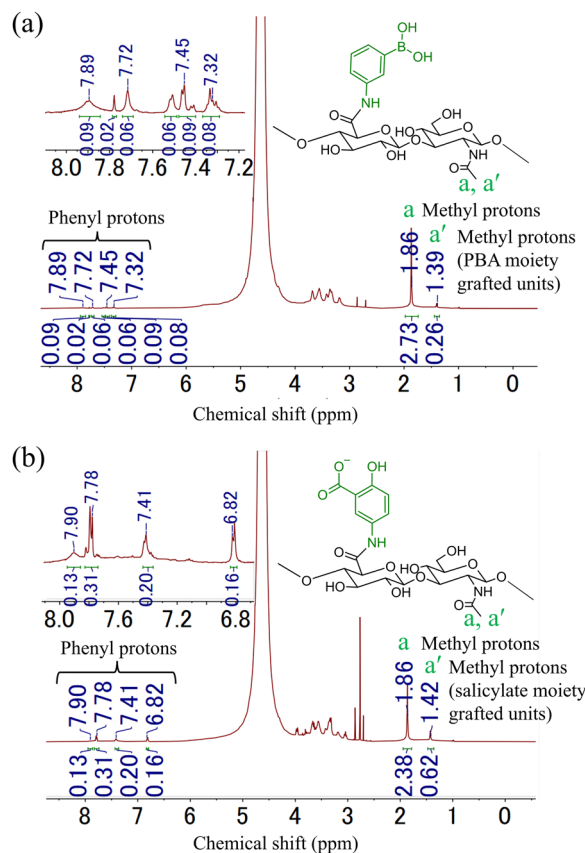 (a)
7.89
7.72
7.45
7.32
0.09
0.02
0.06
0.06
0.09
0.08
8.0 7.8 7.6 7.4 7.2
OH
B
OH
NH
O
HO
O
HO
OH
O
HO
O
HO
O
NH
O
O
a, a′
a Methyl protons
a′ Methyl protons
(PBA moiety
grafted units)
Phenyl protons
7.89
7.72
7.45
7.32
1.86
1.39
0.09
0.02
0.06
0.06
0.09
0.08
2.73
0.26
8 7 6 5 4 3 2 1 0
Chemical shift (ppm)
(b)
7.90
7.78
7.41
6.82
0.13
0.31
0.20
0.16
8.0 7.6 7.2 6.8
O⁻ OH
O
NH
O
O
HO
OH
O
HO
O
HO
O
NH
O
O
a, a′
a Methyl protons
a′ Methyl protons
(salicylate moiety
grafted units)
Phenyl protons
7.90
7.78
7.41
6.82
1.86
1.42
0.13
0.31
0.20
0.16
2.38
0.62
8 7 6 5 4 3 2 1 0
Chemical shift (ppm)